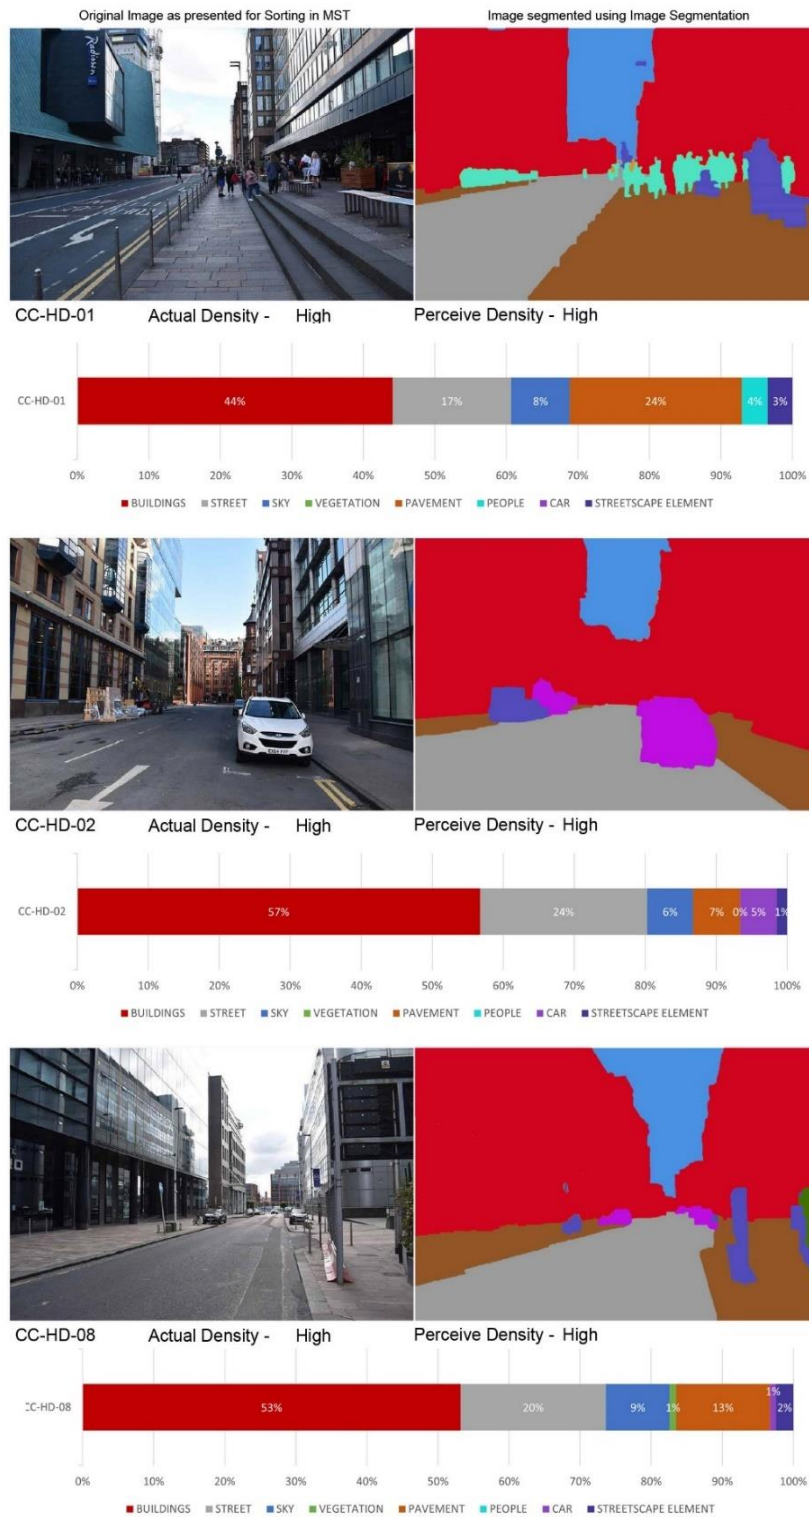 Original Image as presented for Sorting in MST Image segmented using Image Segmentation
Radisson
CC-HD-01 Actual Density - High Perceive Density - High
CC-HD-01 44% 17% 8% 24% 4% 3%
0% 10% 20% 30% 40% 50% 60% 70% 80% 90% 100%
BUILDINGS STREET SKY VEGETATION PAVEMENT PEOPLE CAR STREETSCAPE ELEMENT
CC-HD-02 Actual Density - High Perceive Density - High
CC-HD-02 57% 24% 6% 7% 0% 5% 1%
0% 10% 20% 30% 40% 50% 60% 70% 80% 90% 100%
BUILDINGS STREET SKY VEGETATION PAVEMENT PEOPLE CAR STREETSCAPE ELEMENT
CC-HD-08 Actual Density - High Perceive Density - High
1%
CC-HD-08 53% 20% 9% 1% 13% 2%
0% 10% 20% 30% 40% 50% 60% 70% 80% 90% 100%
BUILDINGS STREET SKY VEGETATION PAVEMENT PEOPLE CAR STREETSCAPE ELEMENT